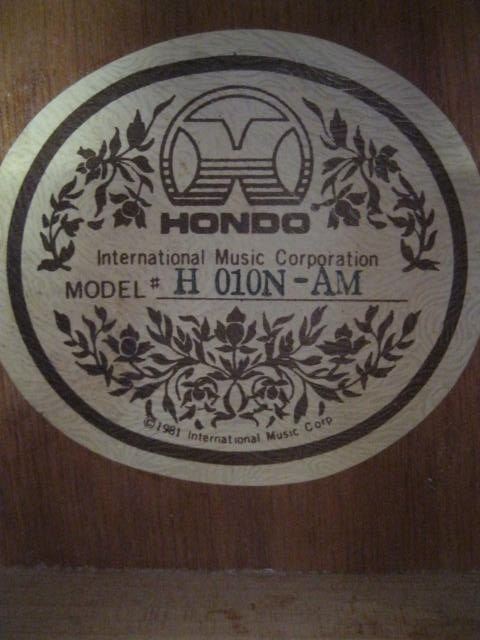 HONDO
International Music Corporation
MODEL # H 010N-AM
©1981 International Music Corp